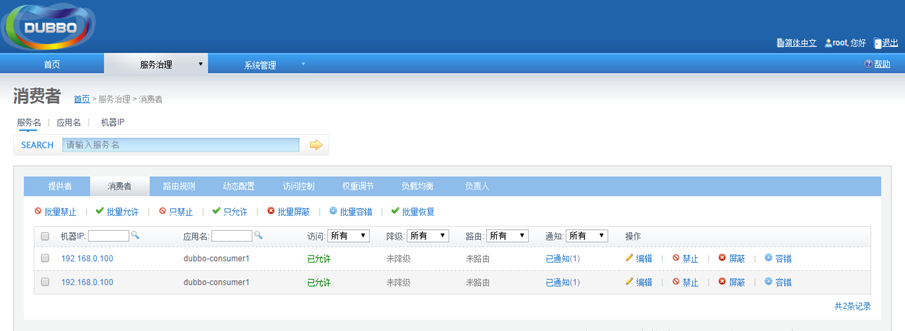 DUBBO
简体中文 root, 您好 退出
首页 服务治理 系统管理 帮助
消费者 首页 > 服务治理 > 消费者
服务名 | 应用名 | 机器IP
SEARCH 请输入服务名
提供者 消费者 路由规则 动态配置 访问控制 权重调节 负载均衡 负责人
批量禁止 | 批量允许 | 只禁止 | 只允许 | 批量屏蔽 | 批量容错 | 批量恢复
机器IP: 应用名: 访问: 所有 降级: 所有 路由: 所有 通知: 所有 操作
192.168.0.100 dubbo-consumer1 已允许 未降级 未路由 已通知(1) 编辑 | 禁止 | 屏蔽 | 容错
192.168.0.100 dubbo-consumer1 已允许 未降级 未路由 已通知(1) 编辑 | 禁止 | 屏蔽 | 容错
共2条记录